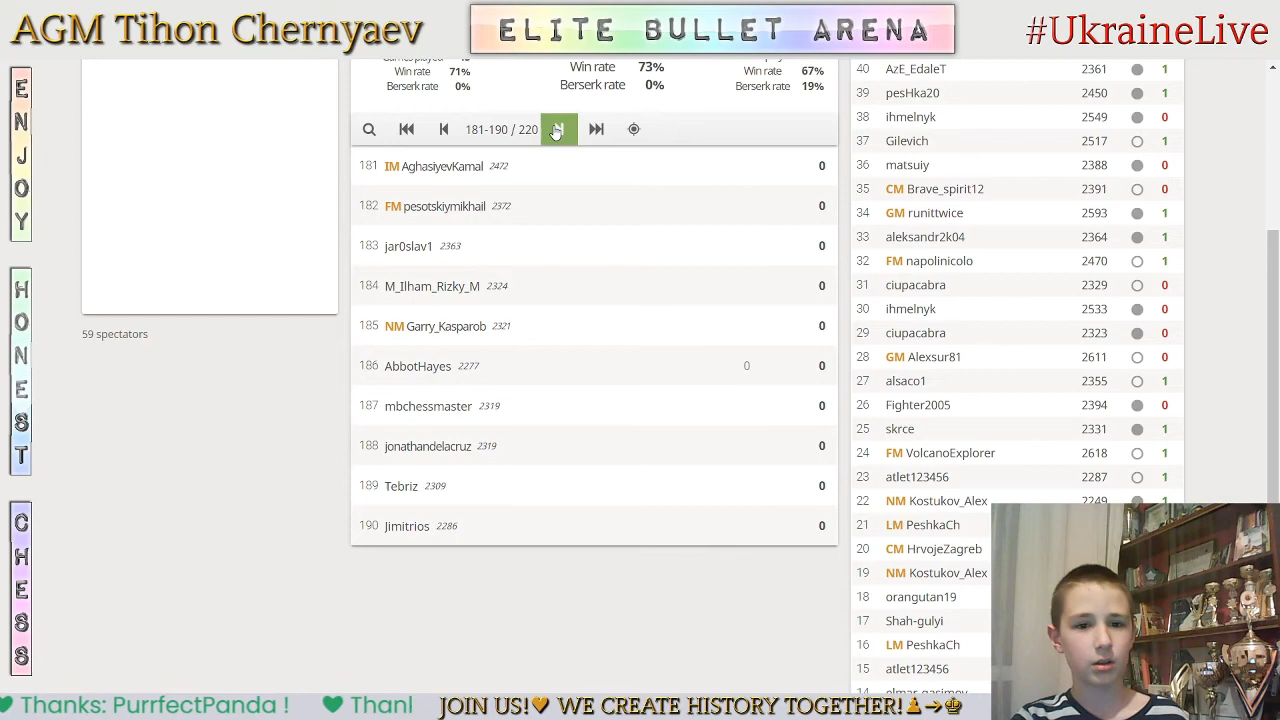 AGM Tihon Chernyaev
ELITE BULLET ARENA
#UkraineLive
ENJOY
HONEST
CHESS
59 spectators
Win rate 71%
Berserk rate 0%
Win rate 73%
Berserk rate 0%
Win rate 67%
Berserk rate 19%
181-190 / 220
181 IM AghasiyevKamal 2472 0
182 FM pesotskiymikhail 2372 0
183 jar0slav1 2363 0
184 M_Ilham_Rizky_M 2324 0
185 NM Garry_Kasparob 2321 0
186 AbbotHayes 2277 0 0
187 mbchessmaster 2319 0
188 jonathandelacruz 2319 0
189 Tebriz 2309 0
190 Jimitrios 2286 0
40 AzE_EdaleT 2361 1
39 pesHka20 2450 1
38 ihmelnyk 2549 0
37 Gilevich 2517 1
36 matsuiy 2388 0
35 CM Brave_spirit12 2391 0
34 GM runittwice 2593 1
33 aleksandr2k04 2364 1
32 FM napolinicolo 2470 1
31 ciupacabra 2329 0
30 ihmelnyk 2533 0
29 ciupacabra 2323 0
28 GM Alexsur81 2611 0
27 alsaco1 2355 1
26 Fighter2005 2394 0
25 skrce 2331 1
24 FM VolcanoExplorer 2618 1
23 atlet123456 2287 1
22 NM Kostukov_Alex 2249 1
21 LM PeshkaCh
20 CM HrvojeZagreb
19 NM Kostukov_Alex
18 orangutan19
17 Shah-gulyi
16 LM PeshkaCh
15 atlet123456
14 elmar-gasimov
Thanks: PurrfectPanda !
Thanl
JOIN US! WE CREATE HISTORY TOGETHER!